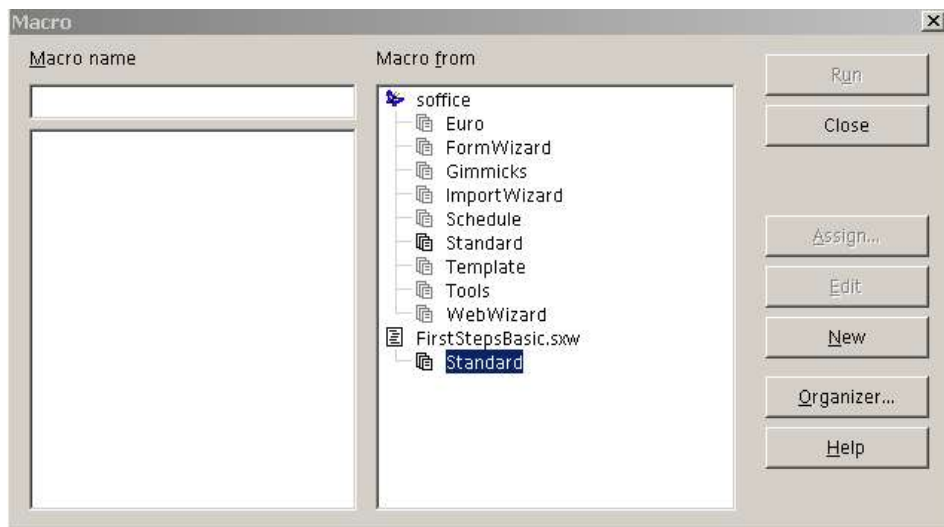 Macro
Macro name
Macro from
soffice
Euro
FormWizard
Gimmicks
ImportWizard
Schedule
Standard
Template
Tools
WebWizard
FirstStepsBasic.sxw
Standard
Run
Close
Assign...
Edit
New
Organizer...
Help